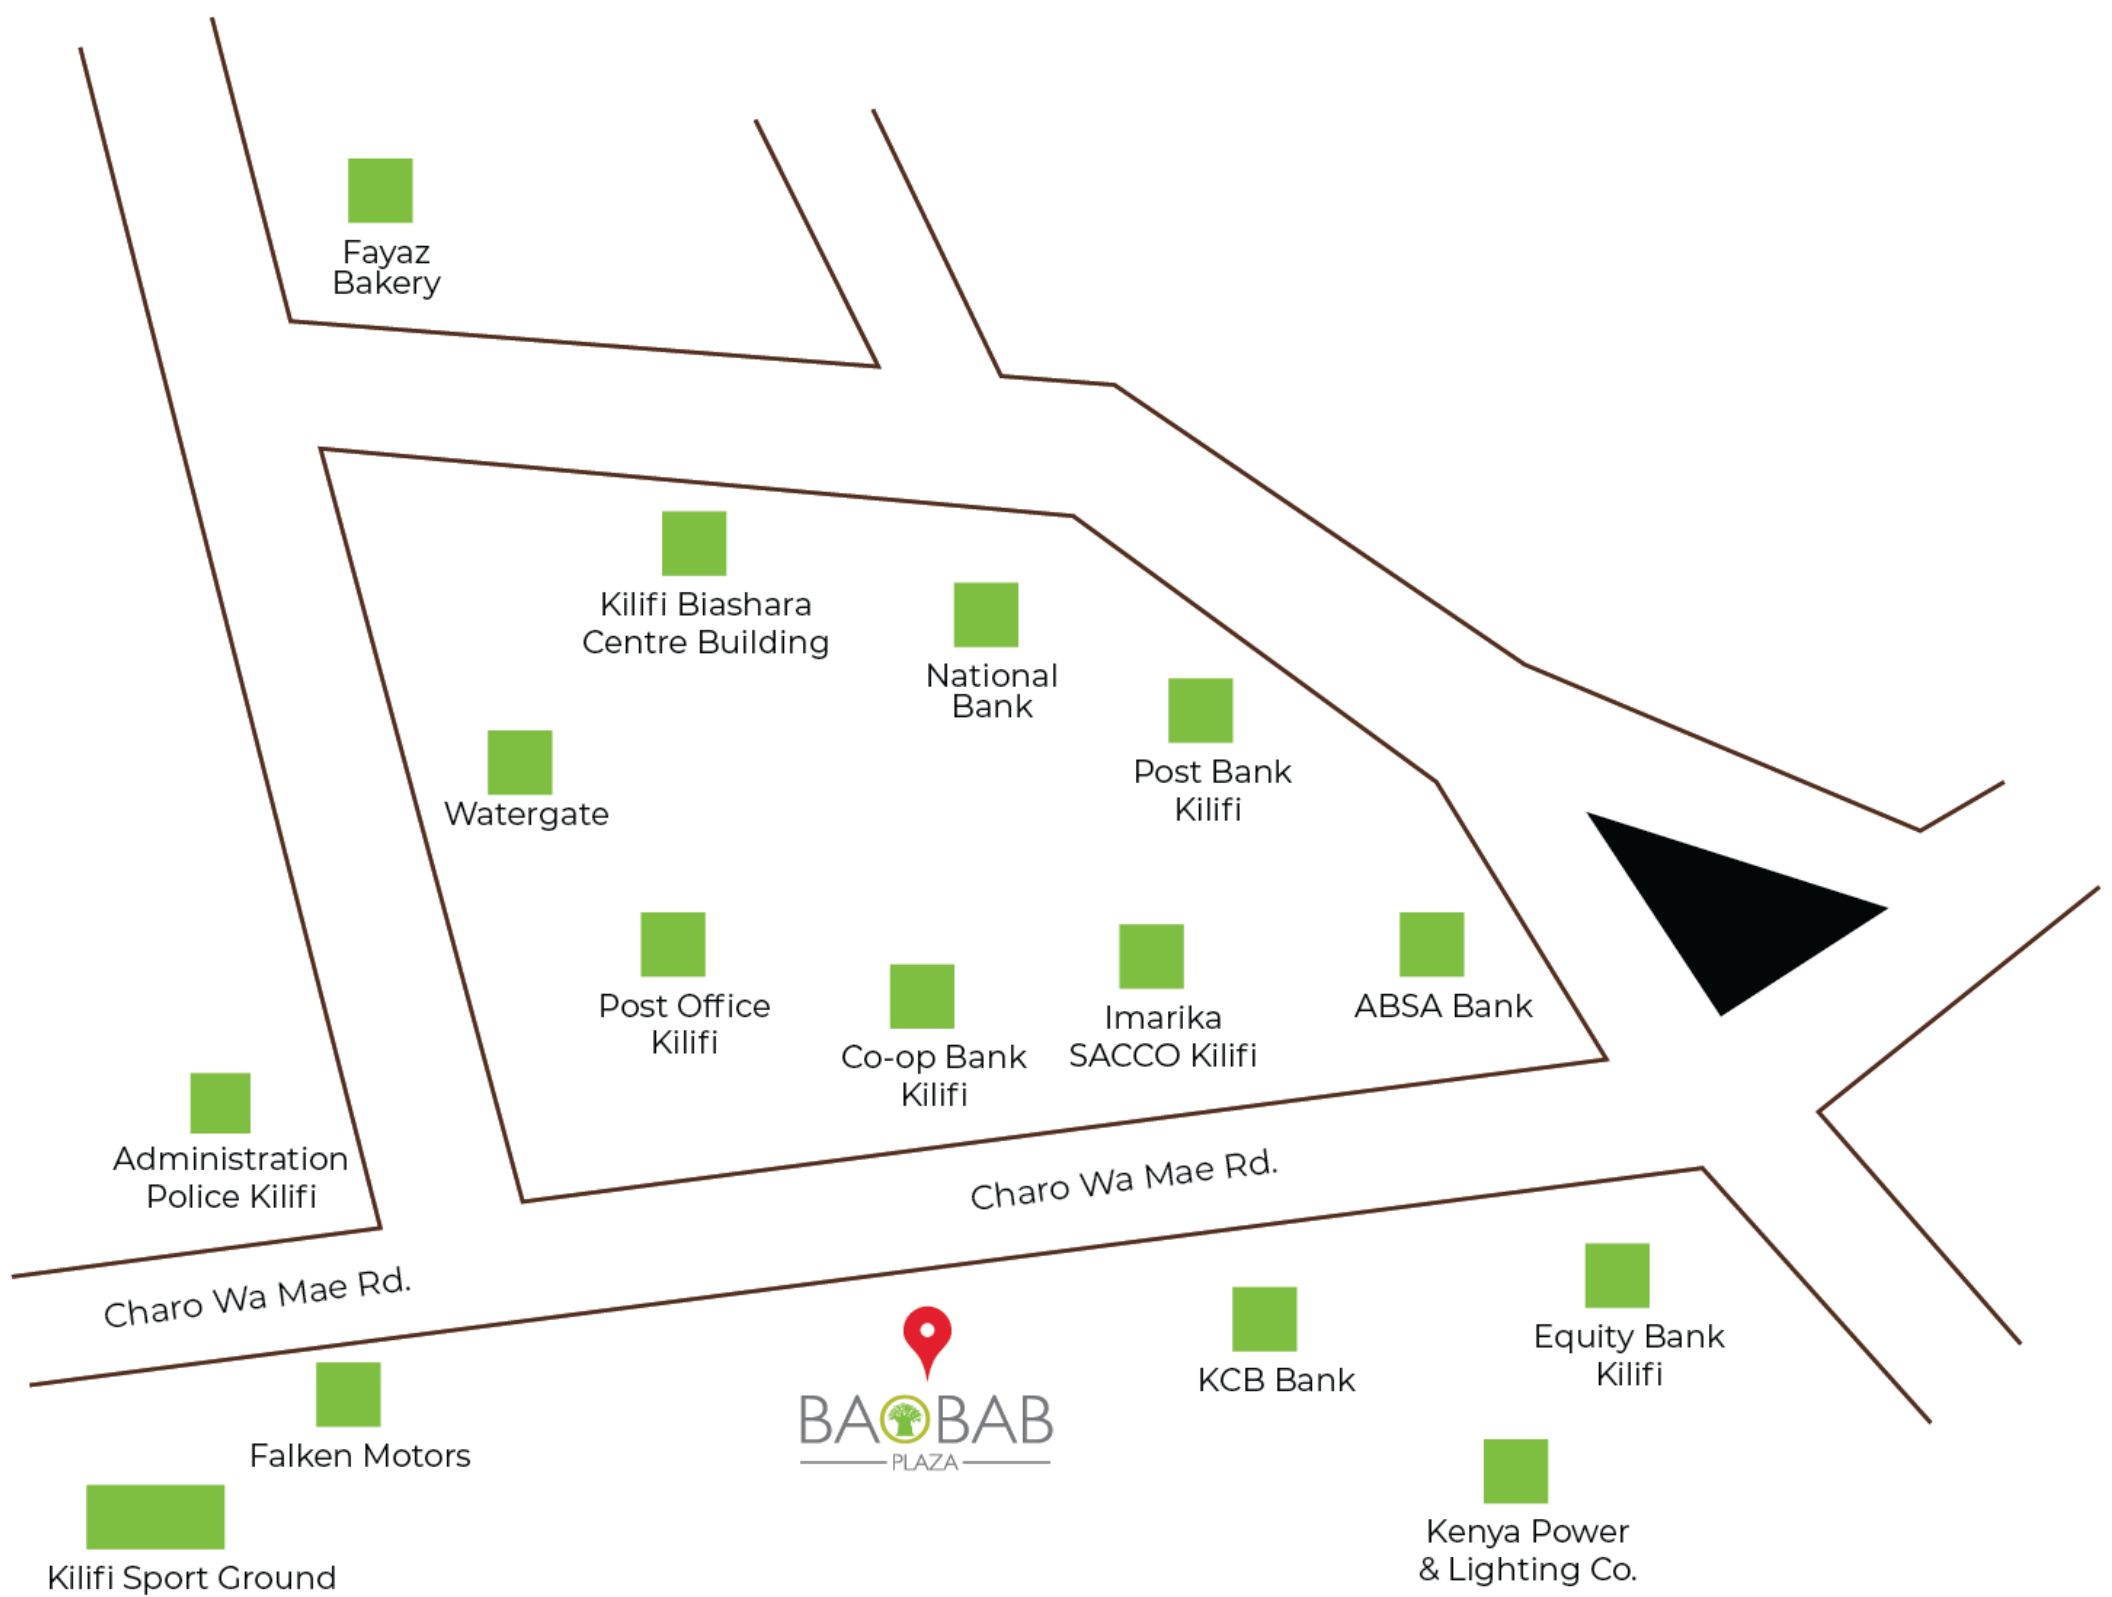 Fayaz
Bakery
Kilifi Biashara
Centre Building
National
Bank
Post Bank
Kilifi
Watergate
Post Office
Kilifi
Co-op Bank
Kilifi
Imarika
SACCO Kilifi
ABSA Bank
Administration
Police Kilifi
Charo Wa Mae Rd.
Charo Wa Mae Rd.
Falken Motors
Kilifi Sport Ground
BAOBAB
PLAZA
KCB Bank
Equity Bank
Kilifi
Kenya Power
& Lighting Co.